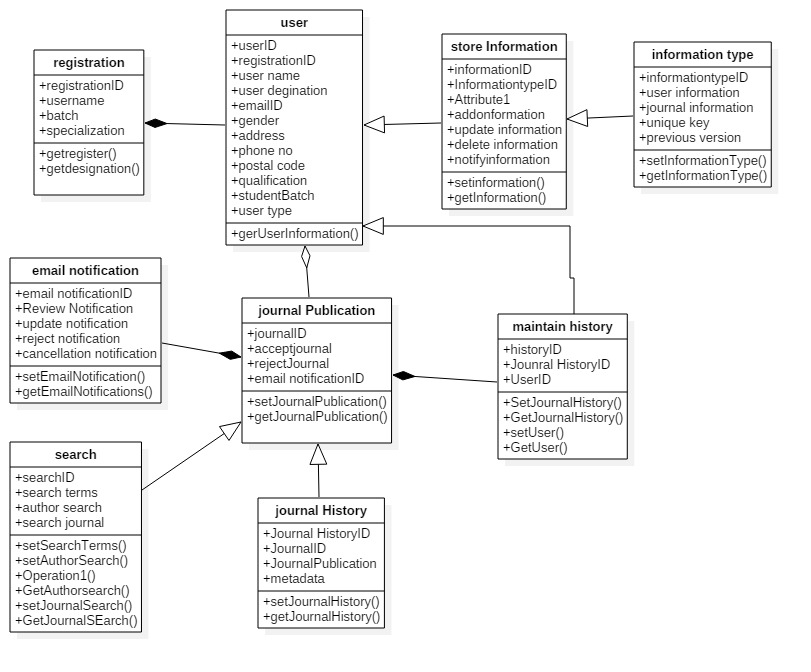 registration
+registrationID
+username
+batch
+specialization
+getregister()
+getdesignation()
user
+userID
+registrationID
+user name
+user degination
+emailID
+gender
+address
+phone no
+postal code
+qualification
+studentBatch
+user type
+gerUserInformation()
store Information
+informationID
+InformationtypeID
+Attribute1
+addonformation
+update information
+delete information
+notifyinformation
+setinformation()
+getInformation()
information type
+informationtypeID
+user information
+journal information
+unique key
+previous version
+setInformationType()
+getInformationType()
email notification
+email notificationID
+Review Notification
+update notification
+reject notification
+cancellation notification
+setEmailNotification()
+getEmailNotifications()
journal Publication
+journalID
+acceptjournal
+rejectJournal
+email notificationID
+setJournalPublication()
+getJournalPublication()
maintain history
+historyID
+Jounral HistoryID
+UserID
+SetJournalHistory()
+GetJournalHistory()
+setUser()
+GetUser()
search
+searchID
+search terms
+author search
+search journal
+setSearchTerms()
+setAuthorSearch()
+Operation1()
+GetAuthorsearch()
+setJournalSearch()
+GetJournalSEarch()
journal History
+Journal HistoryID
+JournalID
+JournalPublication
+metadata
+setJournalHistory()
+getJournalHistory()